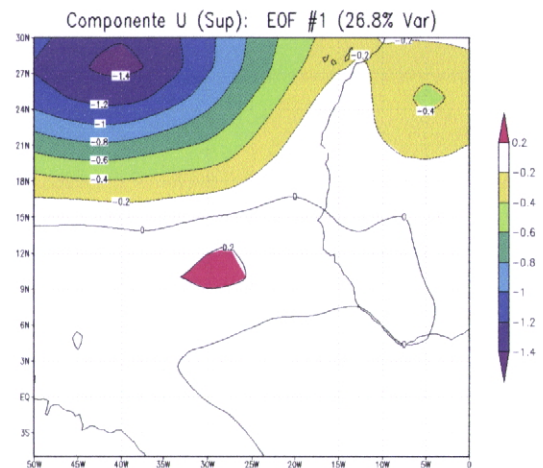 Componente U (Sup): EOF #1 (26.8% Var)
30N
27N
24N
21N
18N
15N
12N
9N
6N
3N
EQ
3S
50W 45W 40W 35W 30W 25W 20W 15W 10W 5W 0
-1.4
-1.2
-1
-0.8
-0.6
-0.4
-0.2
-0.2
-0.2
-0.4
0
0
0
0.2
0.2
-0.2
-0.4
-0.6
-0.8
-1
-1.2
-1.4